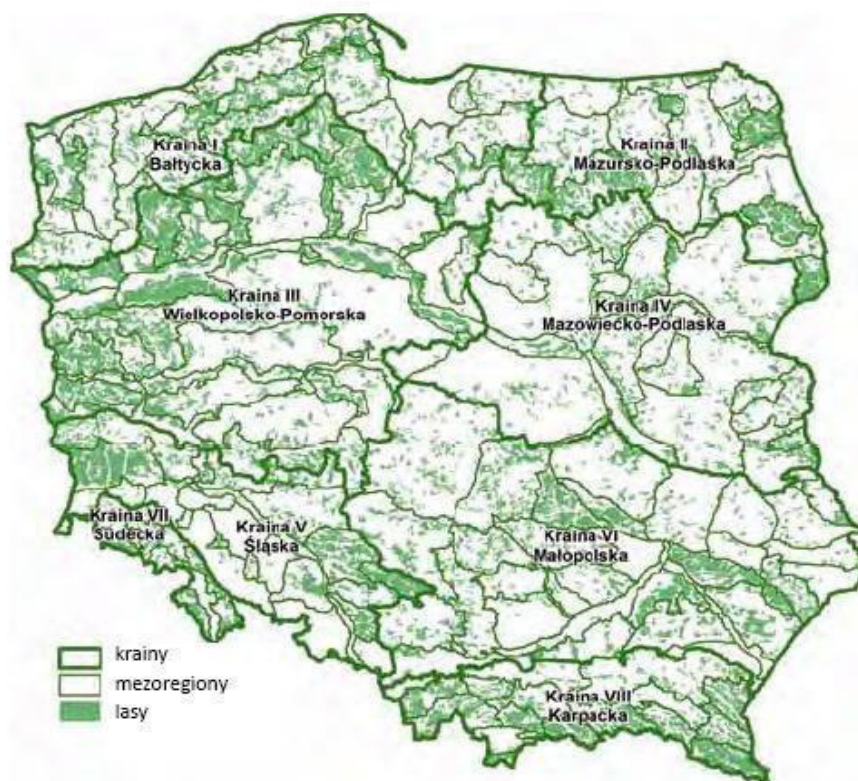 Kraina I
Bałtycka
Kraina II
Mazursko-Podlaska
Kraina III
Wielkopolsko-Pomorska
Kraina IV
Mazowiecko-Podlaska
Kraina VII
Sudecka
Kraina V
Śląska
Kraina VI
Małopolska
Kraina VIII
Karpacka
krainy
mezoregiony
lasy